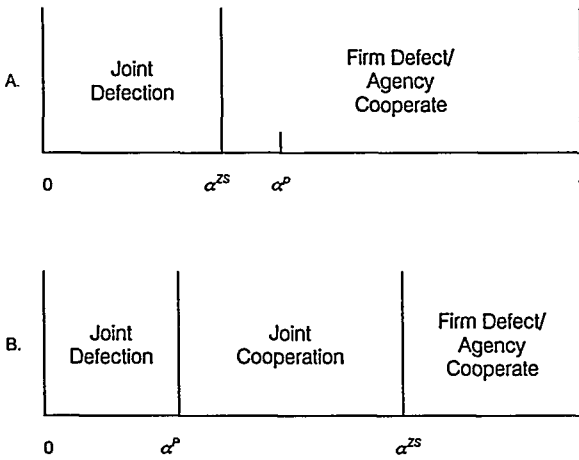 A.
Joint
Defection
Firm Defect/
Agency
Cooperate
0
α^ZS
α^P
B.
Joint
Defection
Joint
Cooperation
Firm Defect/
Agency
Cooperate
0
α^P
α^ZS